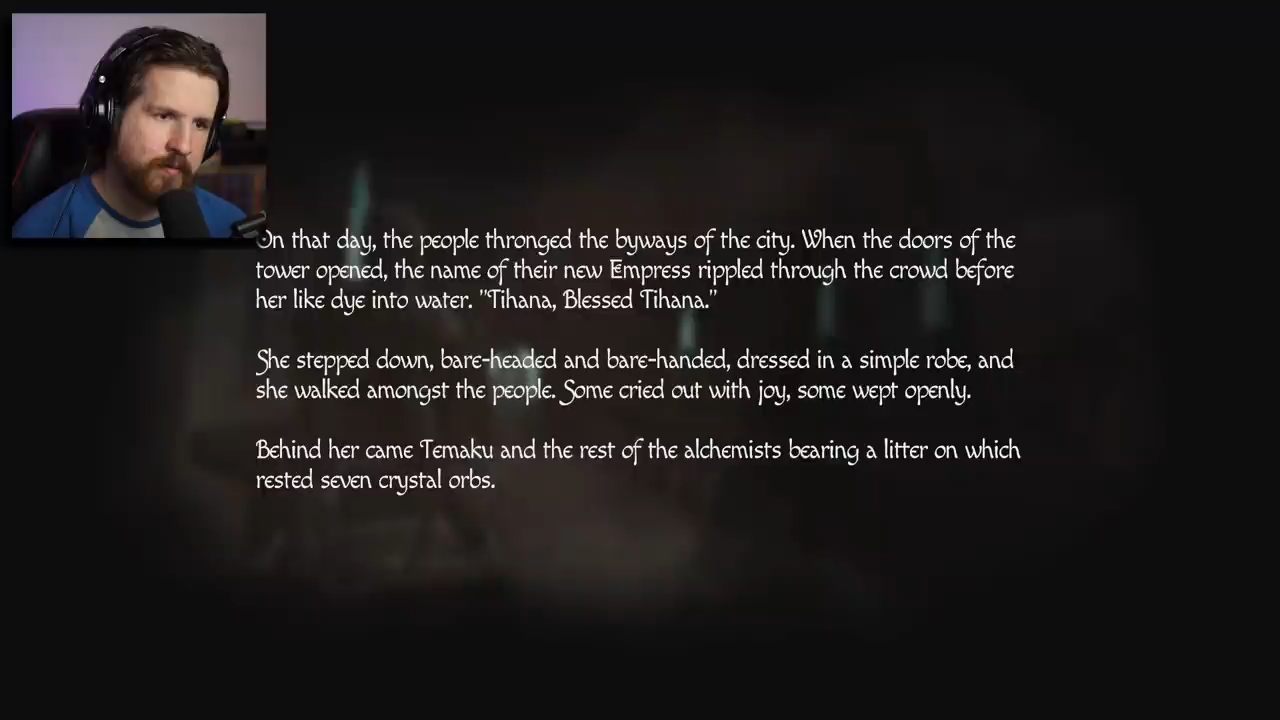 On that day, the people thronged the byways of the city. When the doors of the
tower opened, the name of their new Empress rippled through the crowd before
her like dye into water. "Tihana, Blessed Tihana."
She stepped down, bare-headed and bare-handed, dressed in a simple robe, and
she walked amongst the people. Some cried out with joy, some wept openly.
Behind her came Temaku and the rest of the alchemists bearing a litter on which
rested seven crystal orbs.